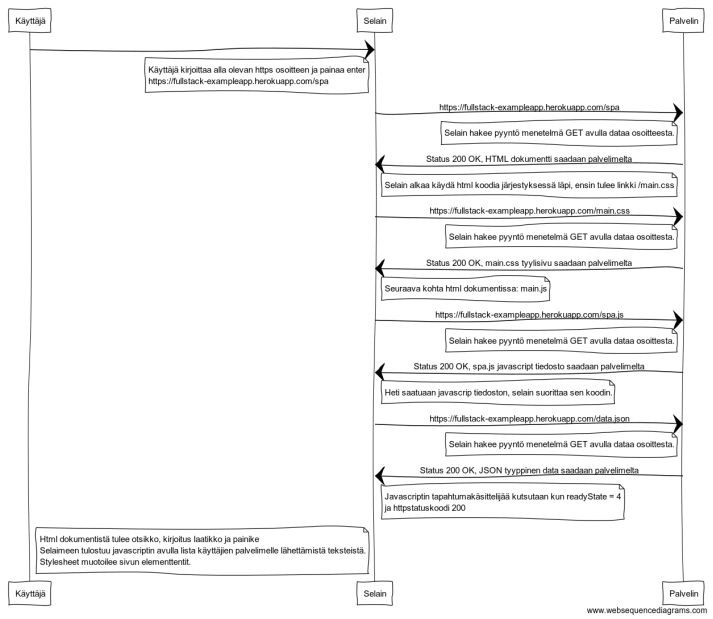 Käyttäjä
Selain
Palvelin
Käyttäjä kirjoittaa alla olevan https osoitteen ja painaa enter
https://fullstack-exampleapp.herokuapp.com/spa
https://fullstack-exampleapp.herokuapp.com/spa
Selain hakee pyyntö menetelmä GET avulla dataa osoitteesta.
Status 200 OK, HTML dokumentti saadaan palvelimelta
Selain alkaa käydä html koodia järjestyksessä läpi, ensin tulee linkki /main.css
https://fullstack-exampleapp.herokuapp.com/main.css
Selain hakee pyyntö menetelmä GET avulla dataa osoittesta.
Status 200 OK, main.css tyylisivu saadaan palvelimelta
Seuraava kohta html dokumentissa: main.js
https://fullstack-exampleapp.herokuapp.com/spa.js
Selain hakee pyyntö menetelmä GET avulla dataa osoittesta.
Status 200 OK, spa.js javascript tiedosto saadaan palvelimelta
Heti saatuaan javascrip tiedoston, selain suorittaa sen koodin.
https://fullstack-exampleapp.herokuapp.com/data.json
Selain hakee pyyntö menetelmä GET avulla dataa osoittesta.
Status 200 OK, JSON tyyppinen data saadaan palvelimelta
Javascriptin tapahtumakäsittelijää kutsutaan kun readyState = 4
ja httpstatuskoodi 200
Html dokumentistä tulee otsikko, kirjoitus laatikko ja painike
Selaimeen tulostuu javascriptin avulla lista käyttäjien palvelimelle lähettämistä teksteistä.
Stylesheet muotoilee sivun elementtentit.
Käyttäjä
Selain
Palvelin
www.websequencediagrams.com